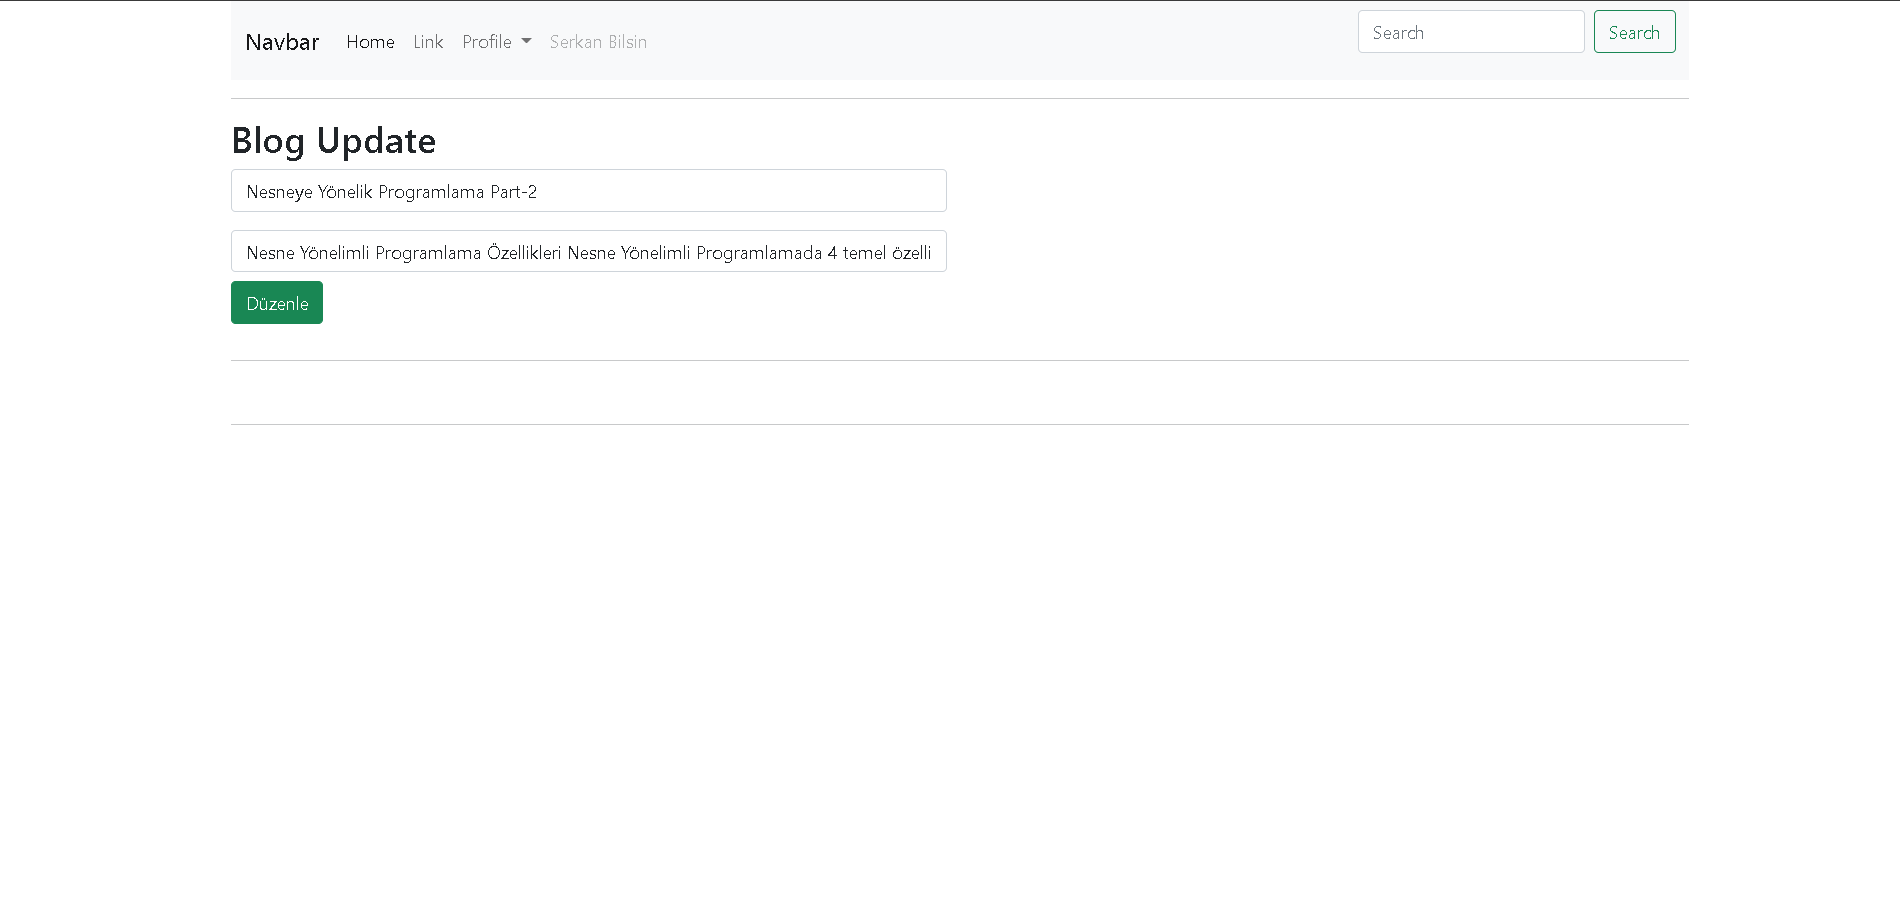 Navbar Home Link Profile Serkan Bilsin Search Search
Blog Update
Nesneye Yönelik Programlama Part-2
Nesne Yönelimli Programlama Özellikleri Nesne Yönelimli Programlamada 4 temel özelli
Düzenle